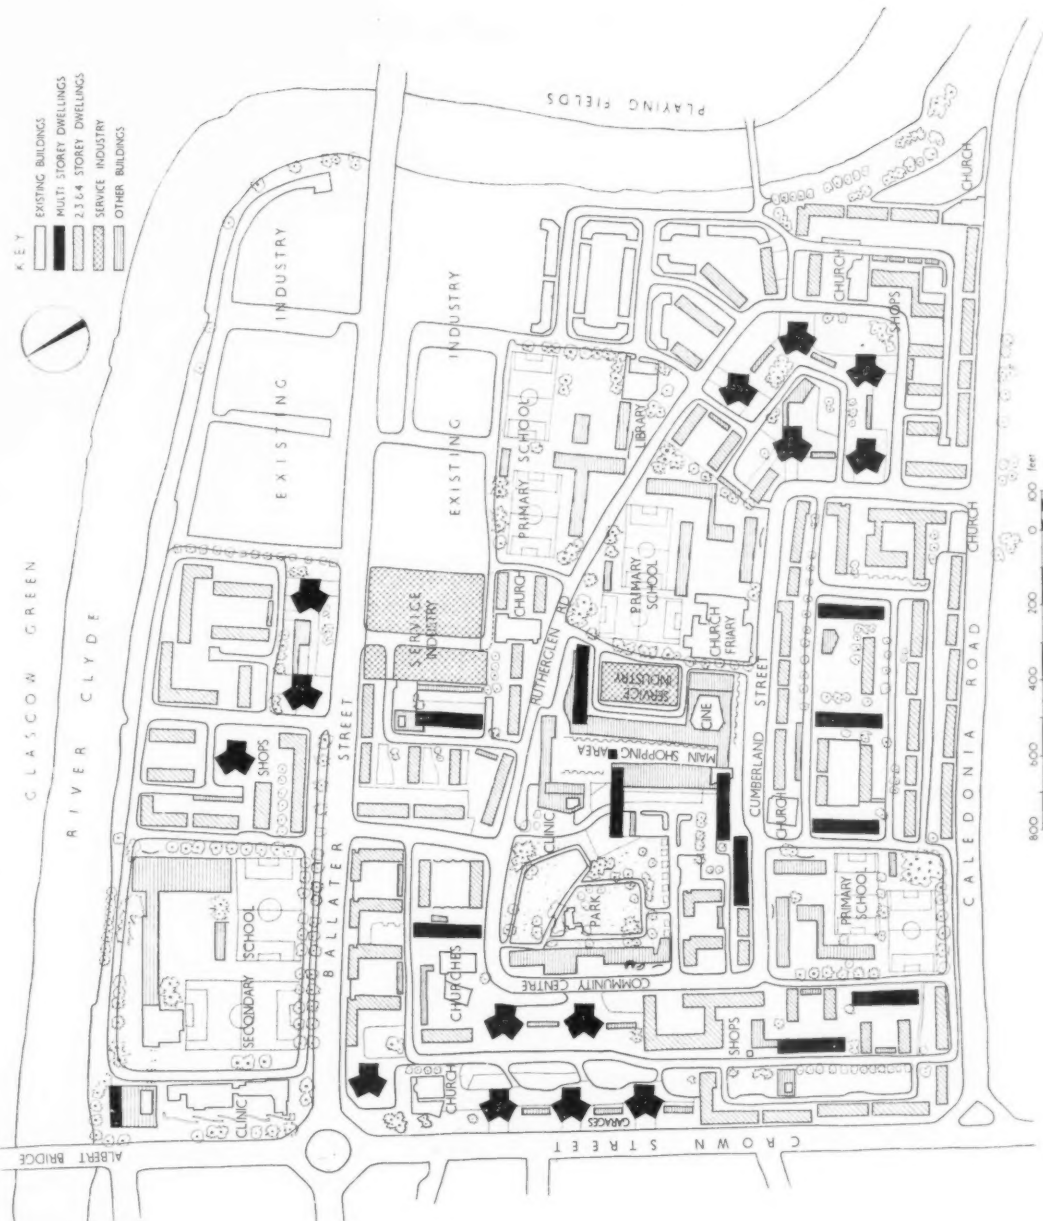 KEY
EXISTING BUILDINGS
MULTI STOREY DWELLINGS
2,3 & 4 STOREY DWELLINGS
SERVICE INDUSTRY
OTHER BUILDINGS
GLASGOW GREEN
RIVER CLYDE
PLAYING FIELDS
EXISTING INDUSTRY
EXISTING INDUSTRY
PRIMARY SCHOOL
LIBRARY
CHURCH
SHOPS
CHURCH
SERVICE INDUSTRY
CHURCH
RUTHERGLEN RD
PRIMARY SCHOOL
CHURCH FRIARY
SERVICE INDUSTRY
CINE
MAIN SHOPPING AREA
CUMBERLAND STREET
CHURCH
CHURCH
CALEDONIA ROAD
SHOPS
BALLATER STREET
SECONDARY SCHOOL
CLINIC
PARK
COMMUNITY CENTRE
CHURCHES
PRIMARY SCHOOL
SHOPS
CLINIC
CHURCH
GARAGES
CROWN STREET
ALBERT BRIDGE
800 600 400 200 0 100 feet